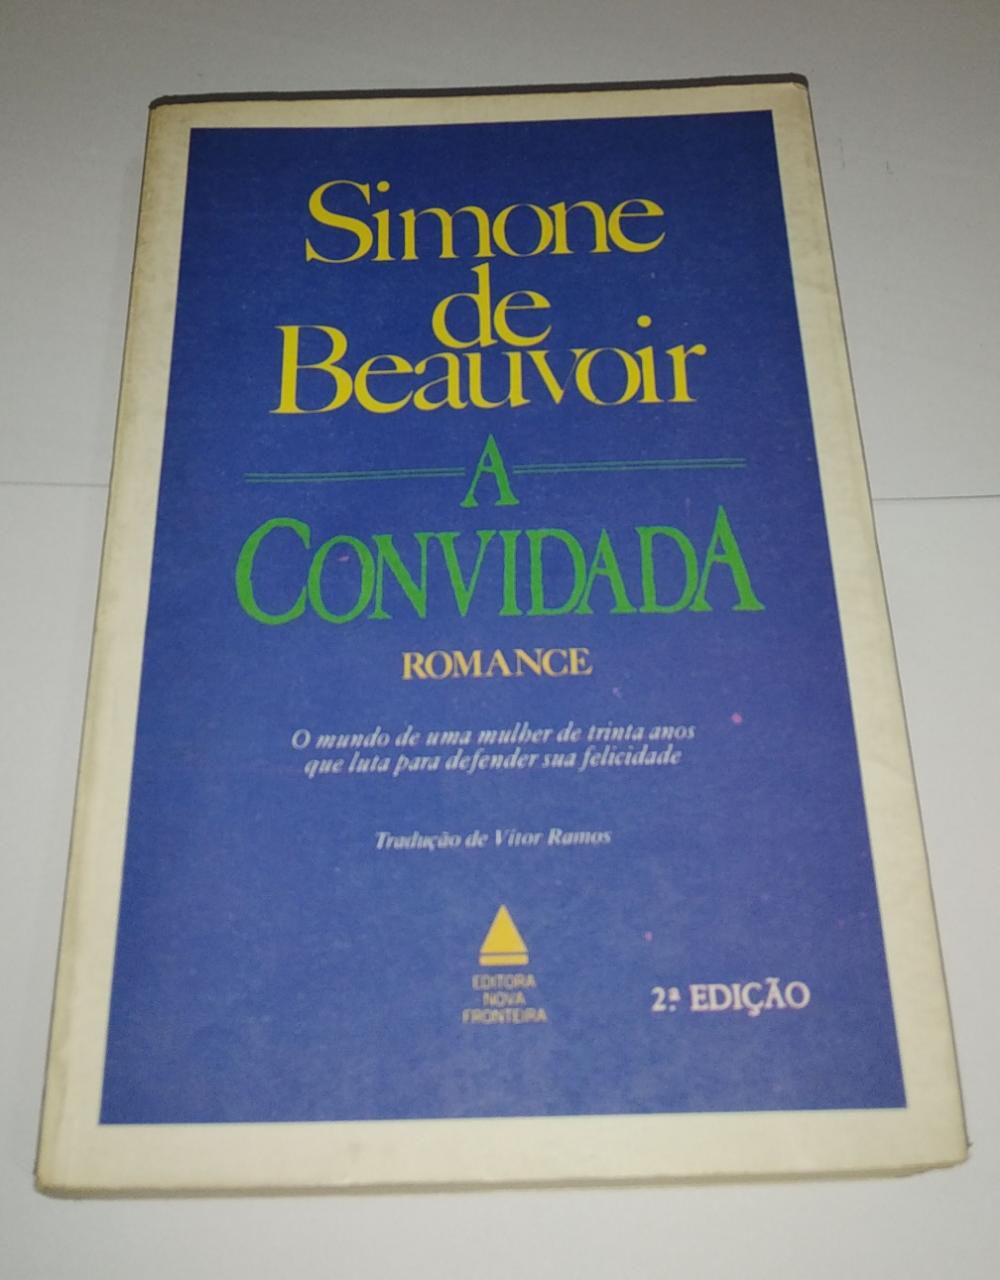 Simone
de
Beauvoir
A
CONVIDADA
ROMANCE
O mundo de uma mulher de trinta anos
que luta para defender sua felicidade
Tradução de Vítor Ramos
EDITORA
NOVA
FRONTEIRA
2ª EDIÇÃO